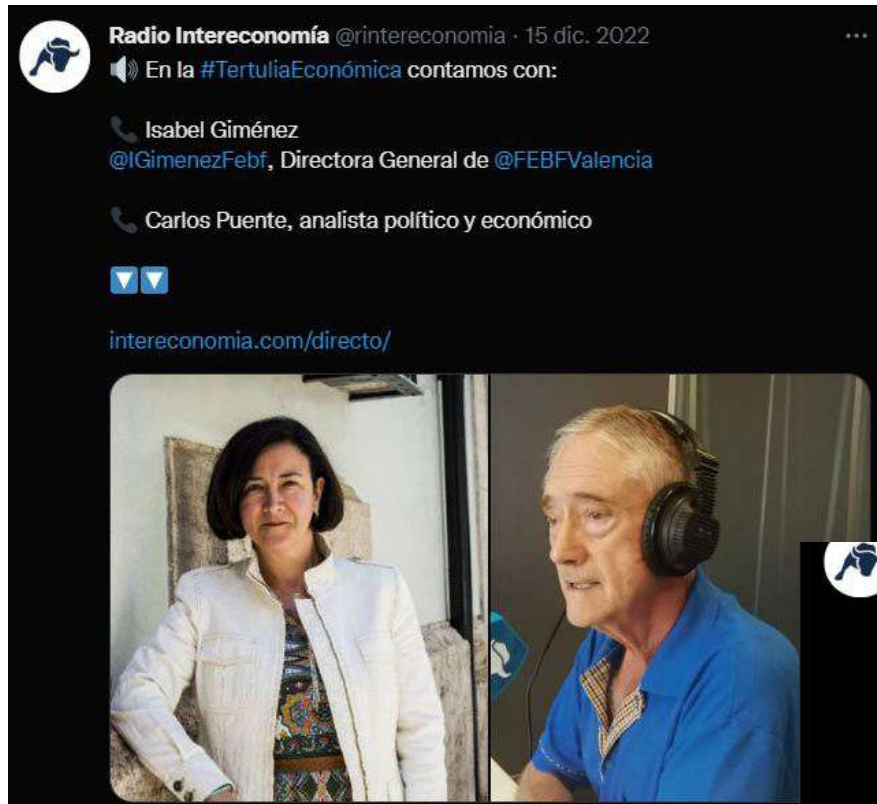 Radio Intereconomía @rintereconomia · 15 dic. 2022
En la #TertuliaEconómica contamos con:
Isabel Giménez
@IGimenezFebf, Directora General de @FEBFValencia
Carlos Puente, analista político y económico
intereconomia.com/directo/